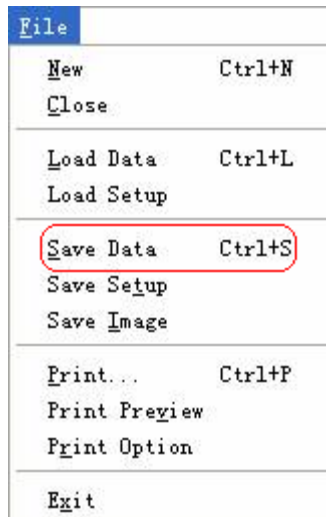 File
New Ctrl+N
Close
Load Data Ctrl+L
Load Setup
Save Data Ctrl+S
Save Setup
Save Image
Print... Ctrl+P
Print Preview
Print Option
Exit